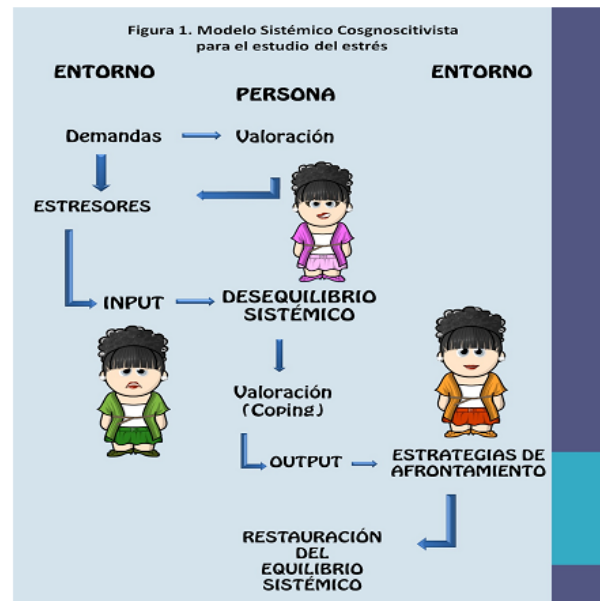 Figura 1. Modelo Sistémico Cosgnoscitivista
para el estudio del estrés
ENTORNO
ENTORNO
PERSONA
Demandas
Valoración
ESTRESORES
INPUT
DESEQUILIBRIO
SISTÉMICO
Valoración
(Coping)
OUTPUT
ESTRATEGIAS DE
AFRONTAMIENTO
RESTAURACIÓN
DEL
EQUILIBRIO
SISTÉMICO